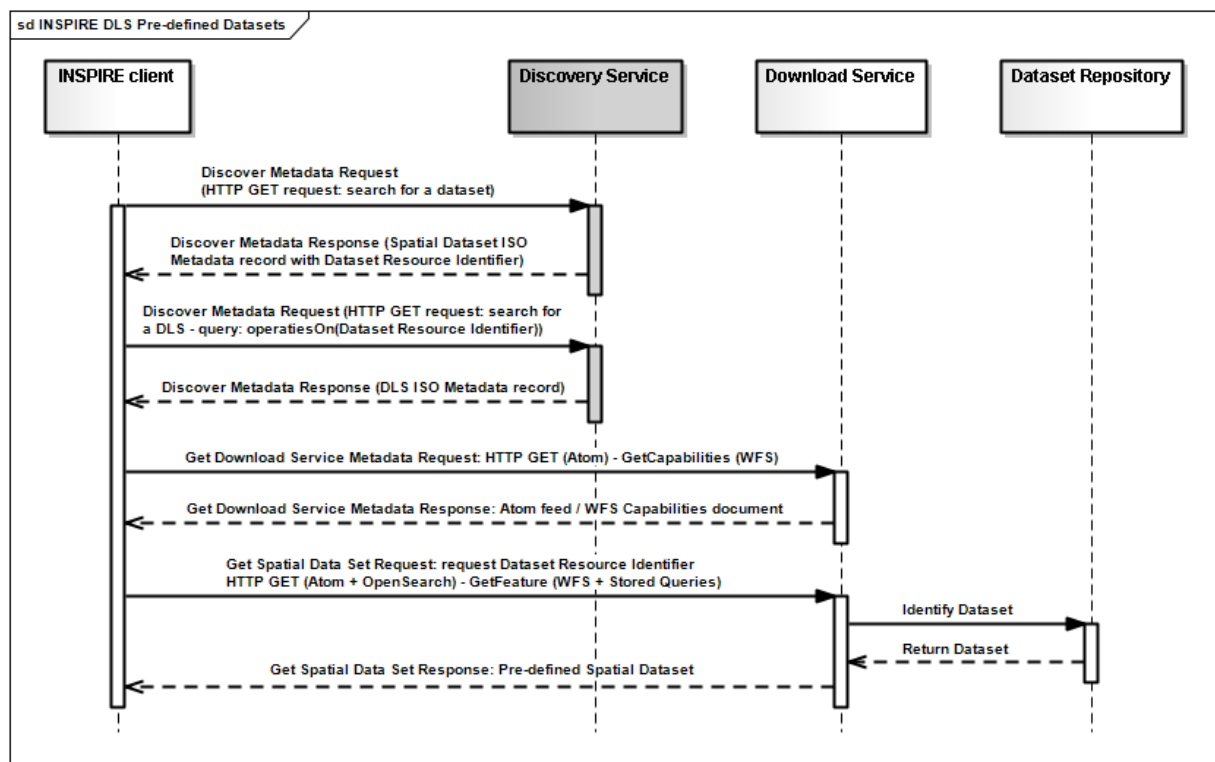 sd INSPIRE DLS Pre-defined Datasets
INSPIRE client
Discovery Service
Download Service
Dataset Repository
Discover Metadata Request
(HTTP GET request: search for a dataset)
Discover Metadata Response (Spatial Dataset ISO
Metadata record with Dataset Resource Identifier)
Discover Metadata Request (HTTP GET request: search for
a DLS - query: operatiesOn(Dataset Resource Identifier))
Discover Metadata Response (DLS ISO Metadata record)
Get Download Service Metadata Request: HTTP GET (Atom) - GetCapabilities (WFS)
Get Download Service Metadata Response: Atom feed / WFS Capabilities document
Get Spatial Data Set Request: request Dataset Resource Identifier
HTTP GET (Atom + OpenSearch) - GetFeature (WFS + Stored Queries)
Identify Dataset
Return Dataset
Get Spatial Data Set Response: Pre-defined Spatial Dataset